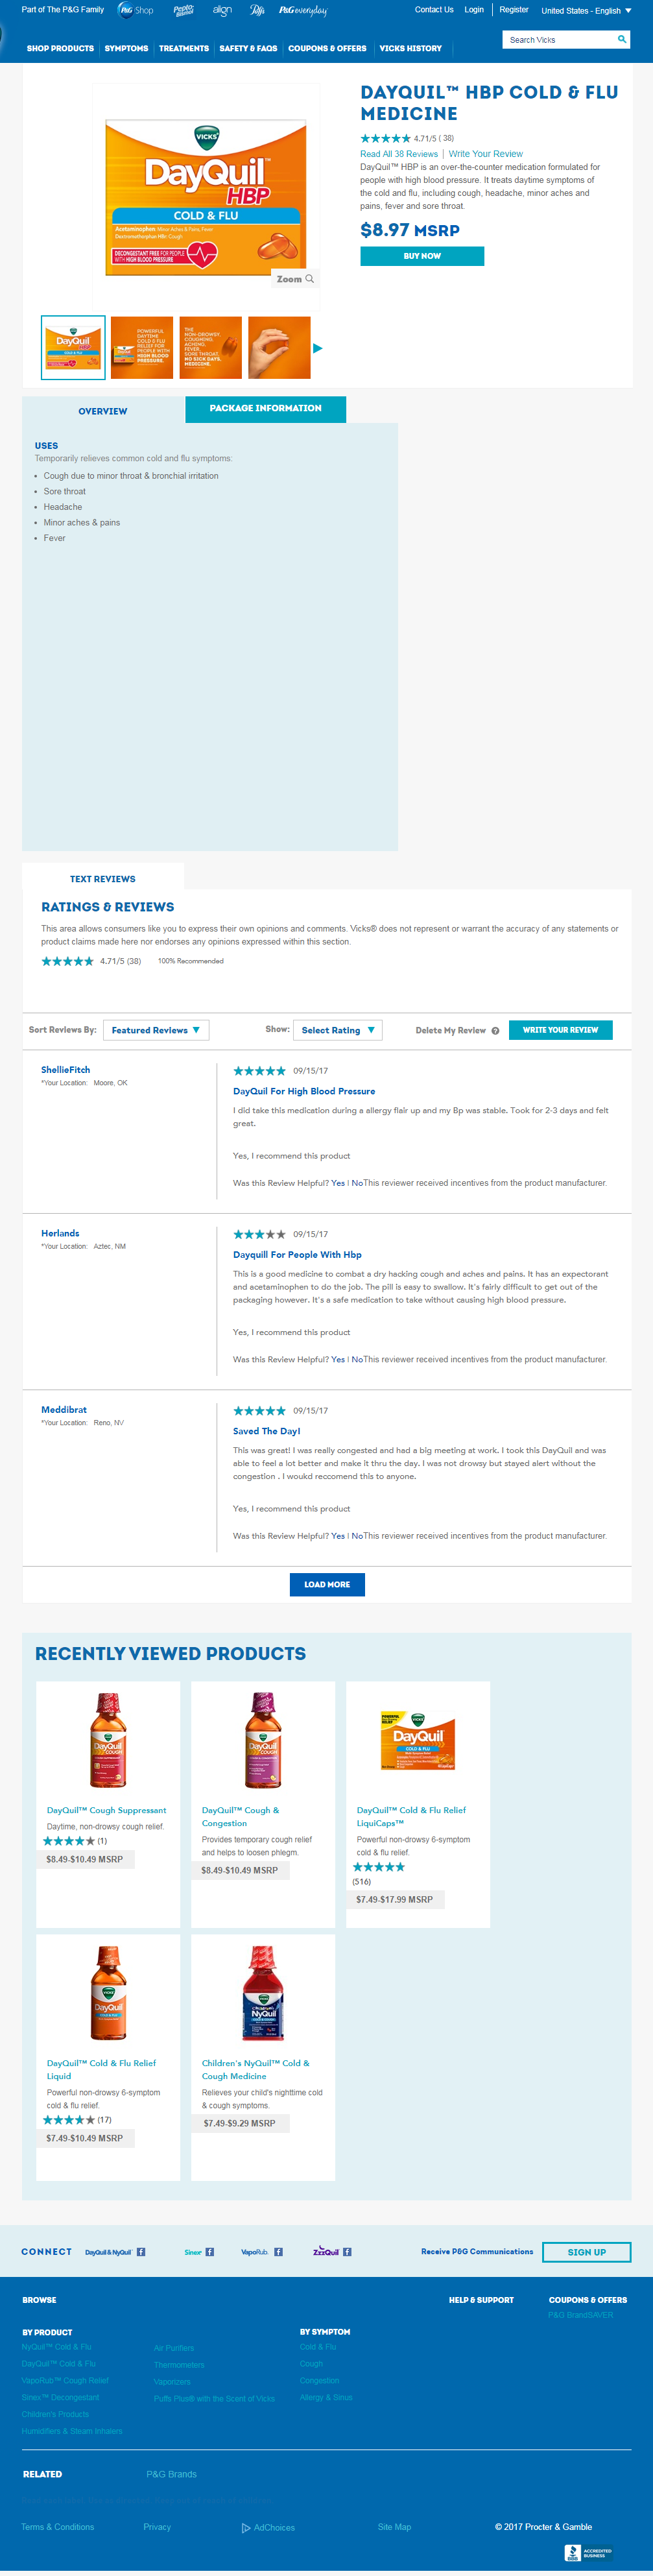 Part of The P&G Family P&G Shop Pepto Bismol align Puffs P&G everyday Contact Us Login Register United States - English
SHOP PRODUCTS SYMPTOMS TREATMENTS SAFETY & FAQS COUPONS & OFFERS VICKS HISTORY Search Vicks
DAYQUIL™ HBP COLD & FLU
MEDICINE
4.71/5 ( 38)
Read All 38 Reviews | Write Your Review
DayQuil™ HBP is an over-the-counter medication formulated for
people with high blood pressure. It treats daytime symptoms of
the cold and flu, including cough, headache, minor aches and
pains, fever and sore throat.
$8.97 MSRP
BUY NOW
VICKS
DayQuil™
HBP
COLD & FLU
Acetaminophen: Minor Aches & Pains, Fever
Dextromethorphan HBr: Cough
DECONGESTANT FREE FOR PEOPLE
WITH HIGH BLOOD PRESSURE
Zoom
POWERFUL
DAYTIME
COLD & FLU
RELIEF FOR
PEOPLE WITH
HIGH BLOOD
PRESSURE.
THE
NON-DROWSY,
COUGHING,
ACHING,
FEVER,
SORE THROAT,
NO SICK DAYS,
MEDICINE.
OVERVIEW PACKAGE INFORMATION
USES
Temporarily relieves common cold and flu symptoms:
• Cough due to minor throat & bronchial irritation
• Sore throat
• Headache
• Minor aches & pains
• Fever
TEXT REVIEWS
RATINGS & REVIEWS
This area allows consumers like you to express their own opinions and comments. Vicks® does not represent or warrant the accuracy of any statements or
product claims made here nor endorses any opinions expressed within this section.
4.71/5 (38) 100% Recommended
Sort Reviews By: Featured Reviews Show: Select Rating Delete My Review ? WRITE YOUR REVIEW
ShellieFitch
*Your Location: Moore, OK
09/15/17
DayQuil For High Blood Pressure
I did take this medication during a allergy flair up and my Bp was stable. Took for 2-3 days and felt
great.
Yes, I recommend this product
Was this Review Helpful? Yes | NoThis reviewer received incentives from the product manufacturer.
Herlands
*Your Location: Aztec, NM
09/15/17
Dayquill For People With Hbp
This is a good medicine to combat a dry hacking cough and aches and pains. It has an expectorant
and acetaminophen to do the job. The pill is easy to swallow. It's fairly difficult to get out of the
packaging however. It's a safe medication to take without causing high blood pressure.
Yes, I recommend this product
Was this Review Helpful? Yes | NoThis reviewer received incentives from the product manufacturer.
Meddibrat
*Your Location: Reno, NV
09/15/17
Saved The Day!
This was great! I was really congested and had a big meeting at work. I took this DayQuil and was
able to feel a lot better and make it thru the day. I was not drowsy but stayed alert without the
congestion . I woukd reccomend this to anyone.
Yes, I recommend this product
Was this Review Helpful? Yes | NoThis reviewer received incentives from the product manufacturer.
LOAD MORE
RECENTLY VIEWED PRODUCTS
DayQuil™ Cough Suppressant
Daytime, non-drowsy cough relief.
(1)
$8.49-$10.49 MSRP
DayQuil™ Cough &
Congestion
Provides temporary cough relief
and helps to loosen phlegm.
$8.49-$10.49 MSRP
DayQuil™ Cold & Flu Relief
LiquiCaps™
Powerful non-drowsy 6-symptom
cold & flu relief.
(516)
$7.49-$17.99 MSRP
DayQuil™ Cold & Flu Relief
Liquid
Powerful non-drowsy 6-symptom
cold & flu relief.
(17)
$7.49-$10.49 MSRP
Children's NyQuil™ Cold &
Cough Medicine
Relieves your child's nighttime cold
& cough symptoms.
$7.49-$9.29 MSRP
CONNECT DayQuil & NyQuil Sinex VapoRub. ZzzQuil Receive P&G Communications SIGN UP
BROWSE HELP & SUPPORT COUPONS & OFFERS
P&G BrandSAVER
BY PRODUCT
NyQuil™ Cold & Flu
DayQuil™ Cold & Flu
VapoRub™ Cough Relief
Sinex™ Decongestant
Children's Products
Humidifiers & Steam Inhalers
Air Purifiers
Thermometers
Vaporizers
Puffs Plus® with the Scent of Vicks
BY SYMPTOM
Cold & Flu
Cough
Congestion
Allergy & Sinus
RELATED P&G Brands
Terms & Conditions Privacy AdChoices Site Map © 2017 Procter & Gamble
BBB ACCREDITED
BUSINESS